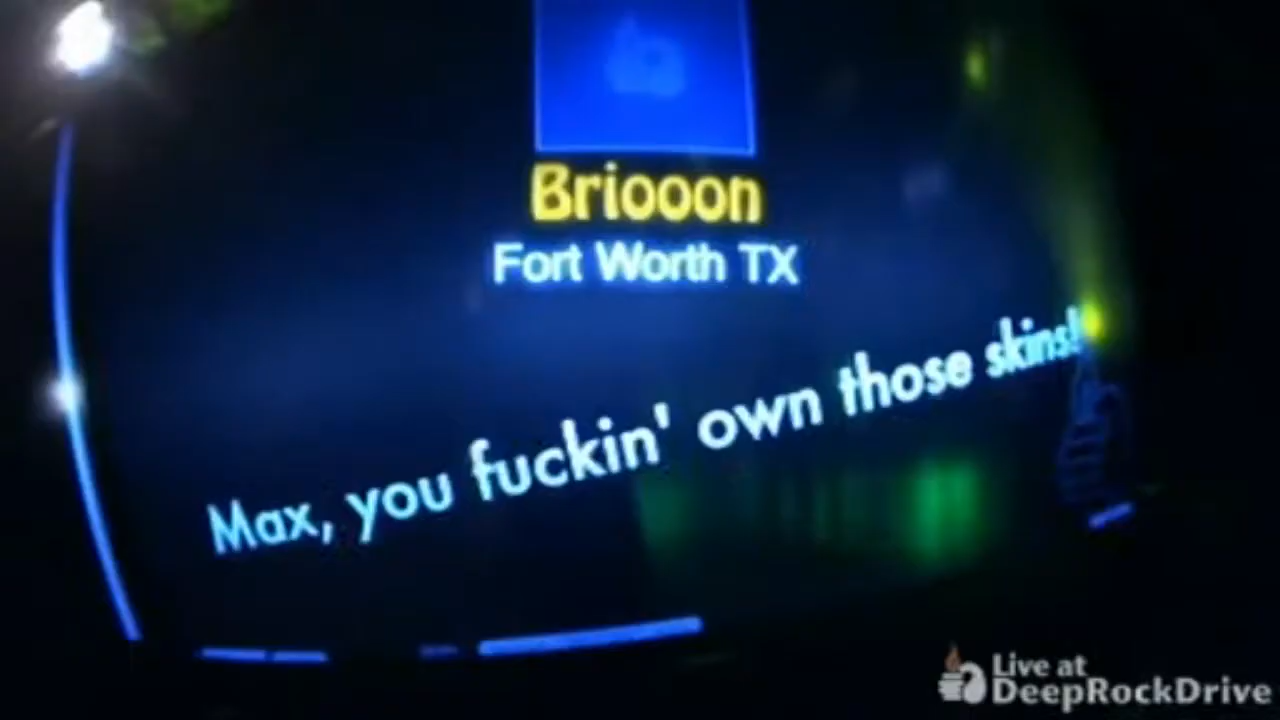 Briooon
Fort Worth TX
Max, you fuckin' own those skins!
Live at
DeepRockDrive